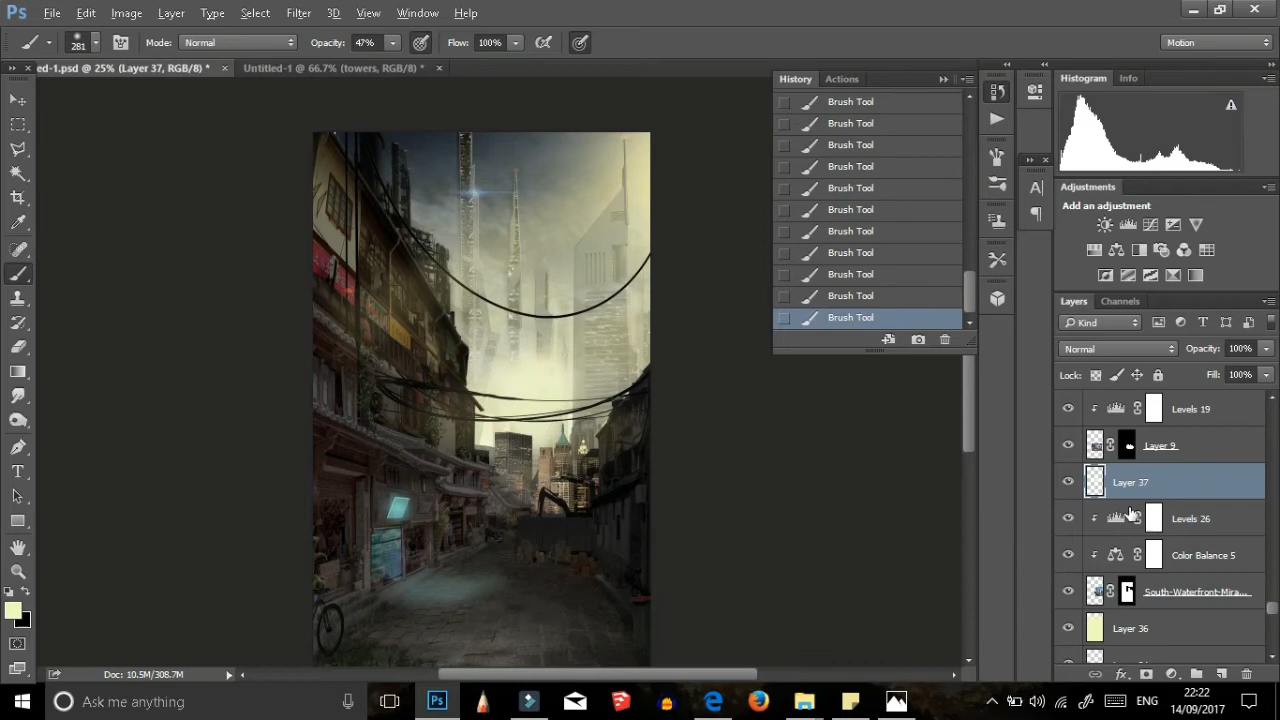 Ps File Edit Image Layer Type Select Filter 3D View Window Help
281 Mode: Normal Opacity: 47% Flow: 100% Motion
ed-1.psd @ 25% (Layer 37, RGB/8) * × Untitled-1 @ 66.7% (towers, RGB/8) * ×
History Actions
Brush Tool
Brush Tool
Brush Tool
Brush Tool
Brush Tool
Brush Tool
Brush Tool
Brush Tool
Brush Tool
Brush Tool
Brush Tool
Histogram Info
Adjustments
Add an adjustment
Layers Channels
Kind
Normal Opacity: 100%
Lock: Fill: 100%
Levels 19
Layer 9
Layer 37
Levels 26
Color Balance 5
South-Waterfront-Mira...
Layer 36
Doc: 10.5M/308.7M
Ask me anything
Ps
ENG
22:22
14/09/2017